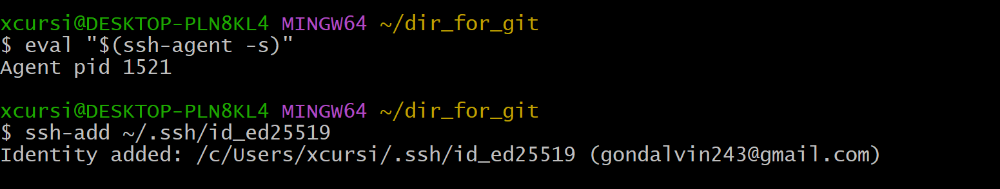 xcursi@DESKTOP-PLN8KL4 MINGW64 ~/dir_for_git
$ eval "$(ssh-agent -s)"
Agent pid 1521
xcursi@DESKTOP-PLN8KL4 MINGW64 ~/dir_for_git
$ ssh-add ~/.ssh/id_ed25519
Identity added: /c/Users/xcursi/.ssh/id_ed25519 (gondalvin243@gmail.com)